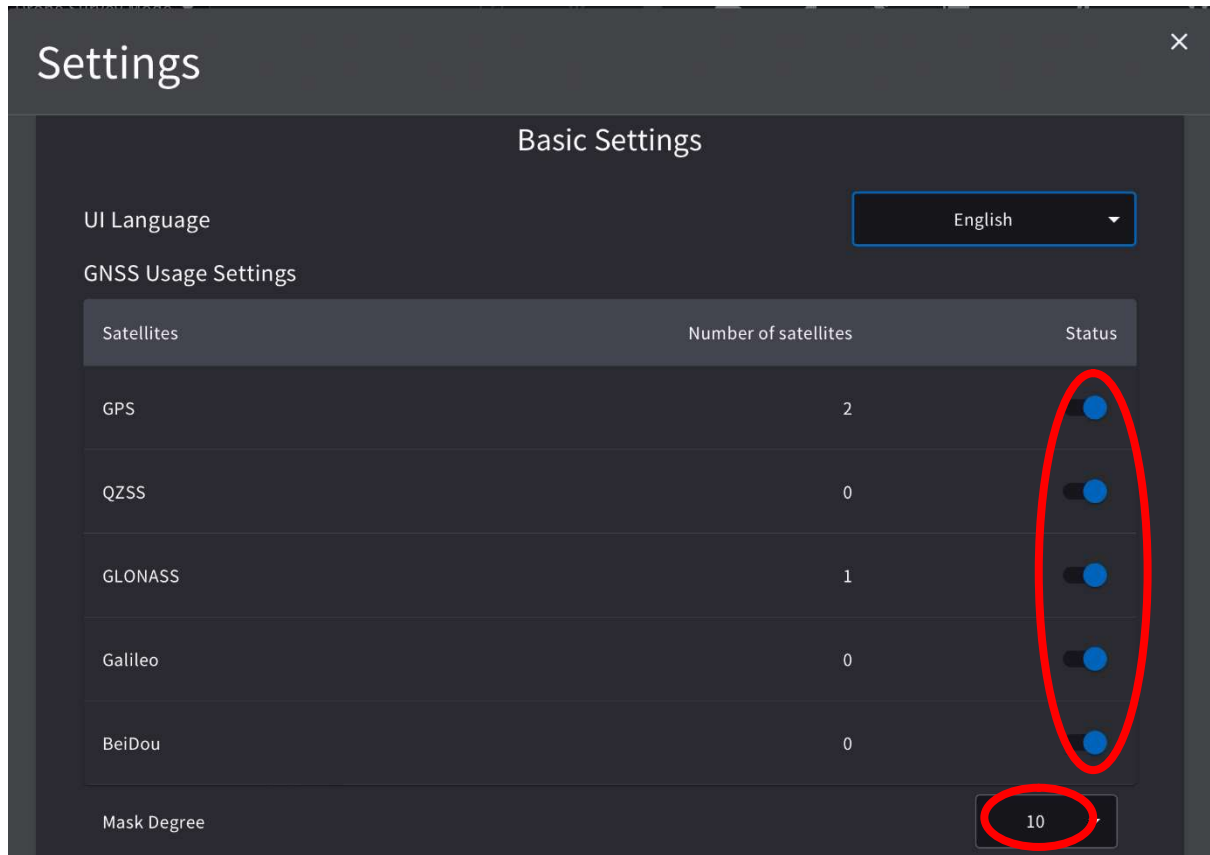 Settings
Basic Settings
UI Language English
GNSS Usage Settings
Satellites Number of satellites Status
GPS 2
QZSS 0
GLONASS 1
Galileo 0
BeiDou 0
Mask Degree 10